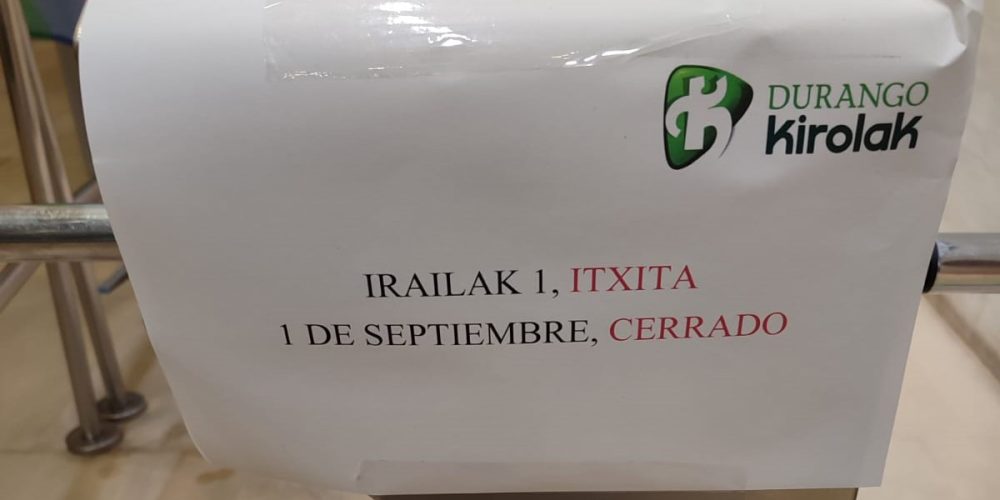 DURANGO
Kirolak
IRAILAK 1, ITXITA
1 DE SEPTIEMBRE, CERRADO